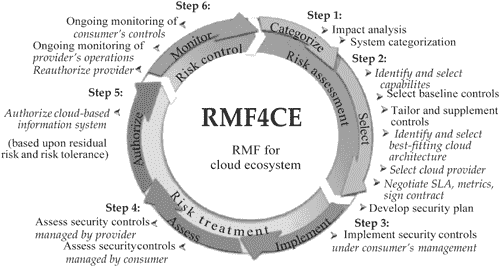 Step 6:
Ongoing monitoring of
consumer's controls
Ongoing monitoring of
provider's operations
Reauthorize provider
Step 1:
Impact analysis
System categorization
Step 2:
Identify and select
capabilites
Select baseline controls
Tailor and supplement
controls
Identify and select
best-fitting cloud
architecture
Select cloud provider
Negotiate SLA, metrics,
sign contract
Develop security plan
Step 3:
Implement security controls
under consumer's management
Step 4:
Assess security controls
managed by provider
Assess security controls
managed by consumer
Step 5:
Authorize cloud-based
information system
(based upon residual
risk and risk tolerance)
Monitor
Categorize
Select
Implement
Assess
Authorize
Risk control
Risk assessment
Risk treatment
RMF4CE
RMF for
cloud ecosystem